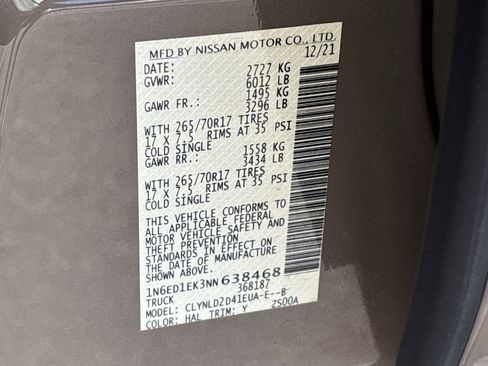 MFD BY NISSAN MOTOR CO., LTD
DATE: 12/21
GVWR: 2727 KG
6012 LB
GAWR FR.: 1495 KG
3296 LB
WITH 265/70R17 TIRES
17 X 7.5 RIMS AT 35 PSI
COLD SINGLE
GAWR RR.: 1558 KG
3434 LB
WITH 265/70R17 TIRES
17 X 7.5 RIMS AT 35 PSI
COLD SINGLE
THIS VEHICLE CONFORMS TO
ALL APPLICABLE FEDERAL
MOTOR VEHICLE SAFETY AND
THEFT PREVENTION
STANDARDS IN EFFECT ON
THE DATE OF MANUFACTURE
SHOWN ABOVE.
1N6ED1EK3NN638468
TRUCK 368187
MODEL: CLYNLD2D41EUA-E--B
COLOR: HAL TRIM: Y ZS00A